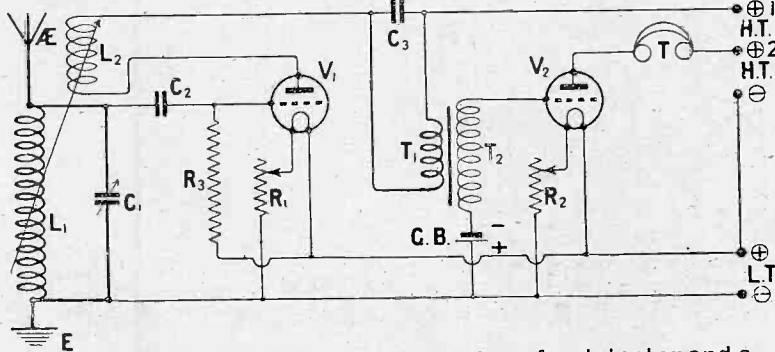 Æ
L₂
C₃
⊕ 1
H.T.
V₁
V₂
T
⊕ 2
H.T.
C₂
⊖
T₁
T₂
C₁
R₃
R₁
R₂
L₁
G.B.
−
+
⊕
L.T.
⊖
E